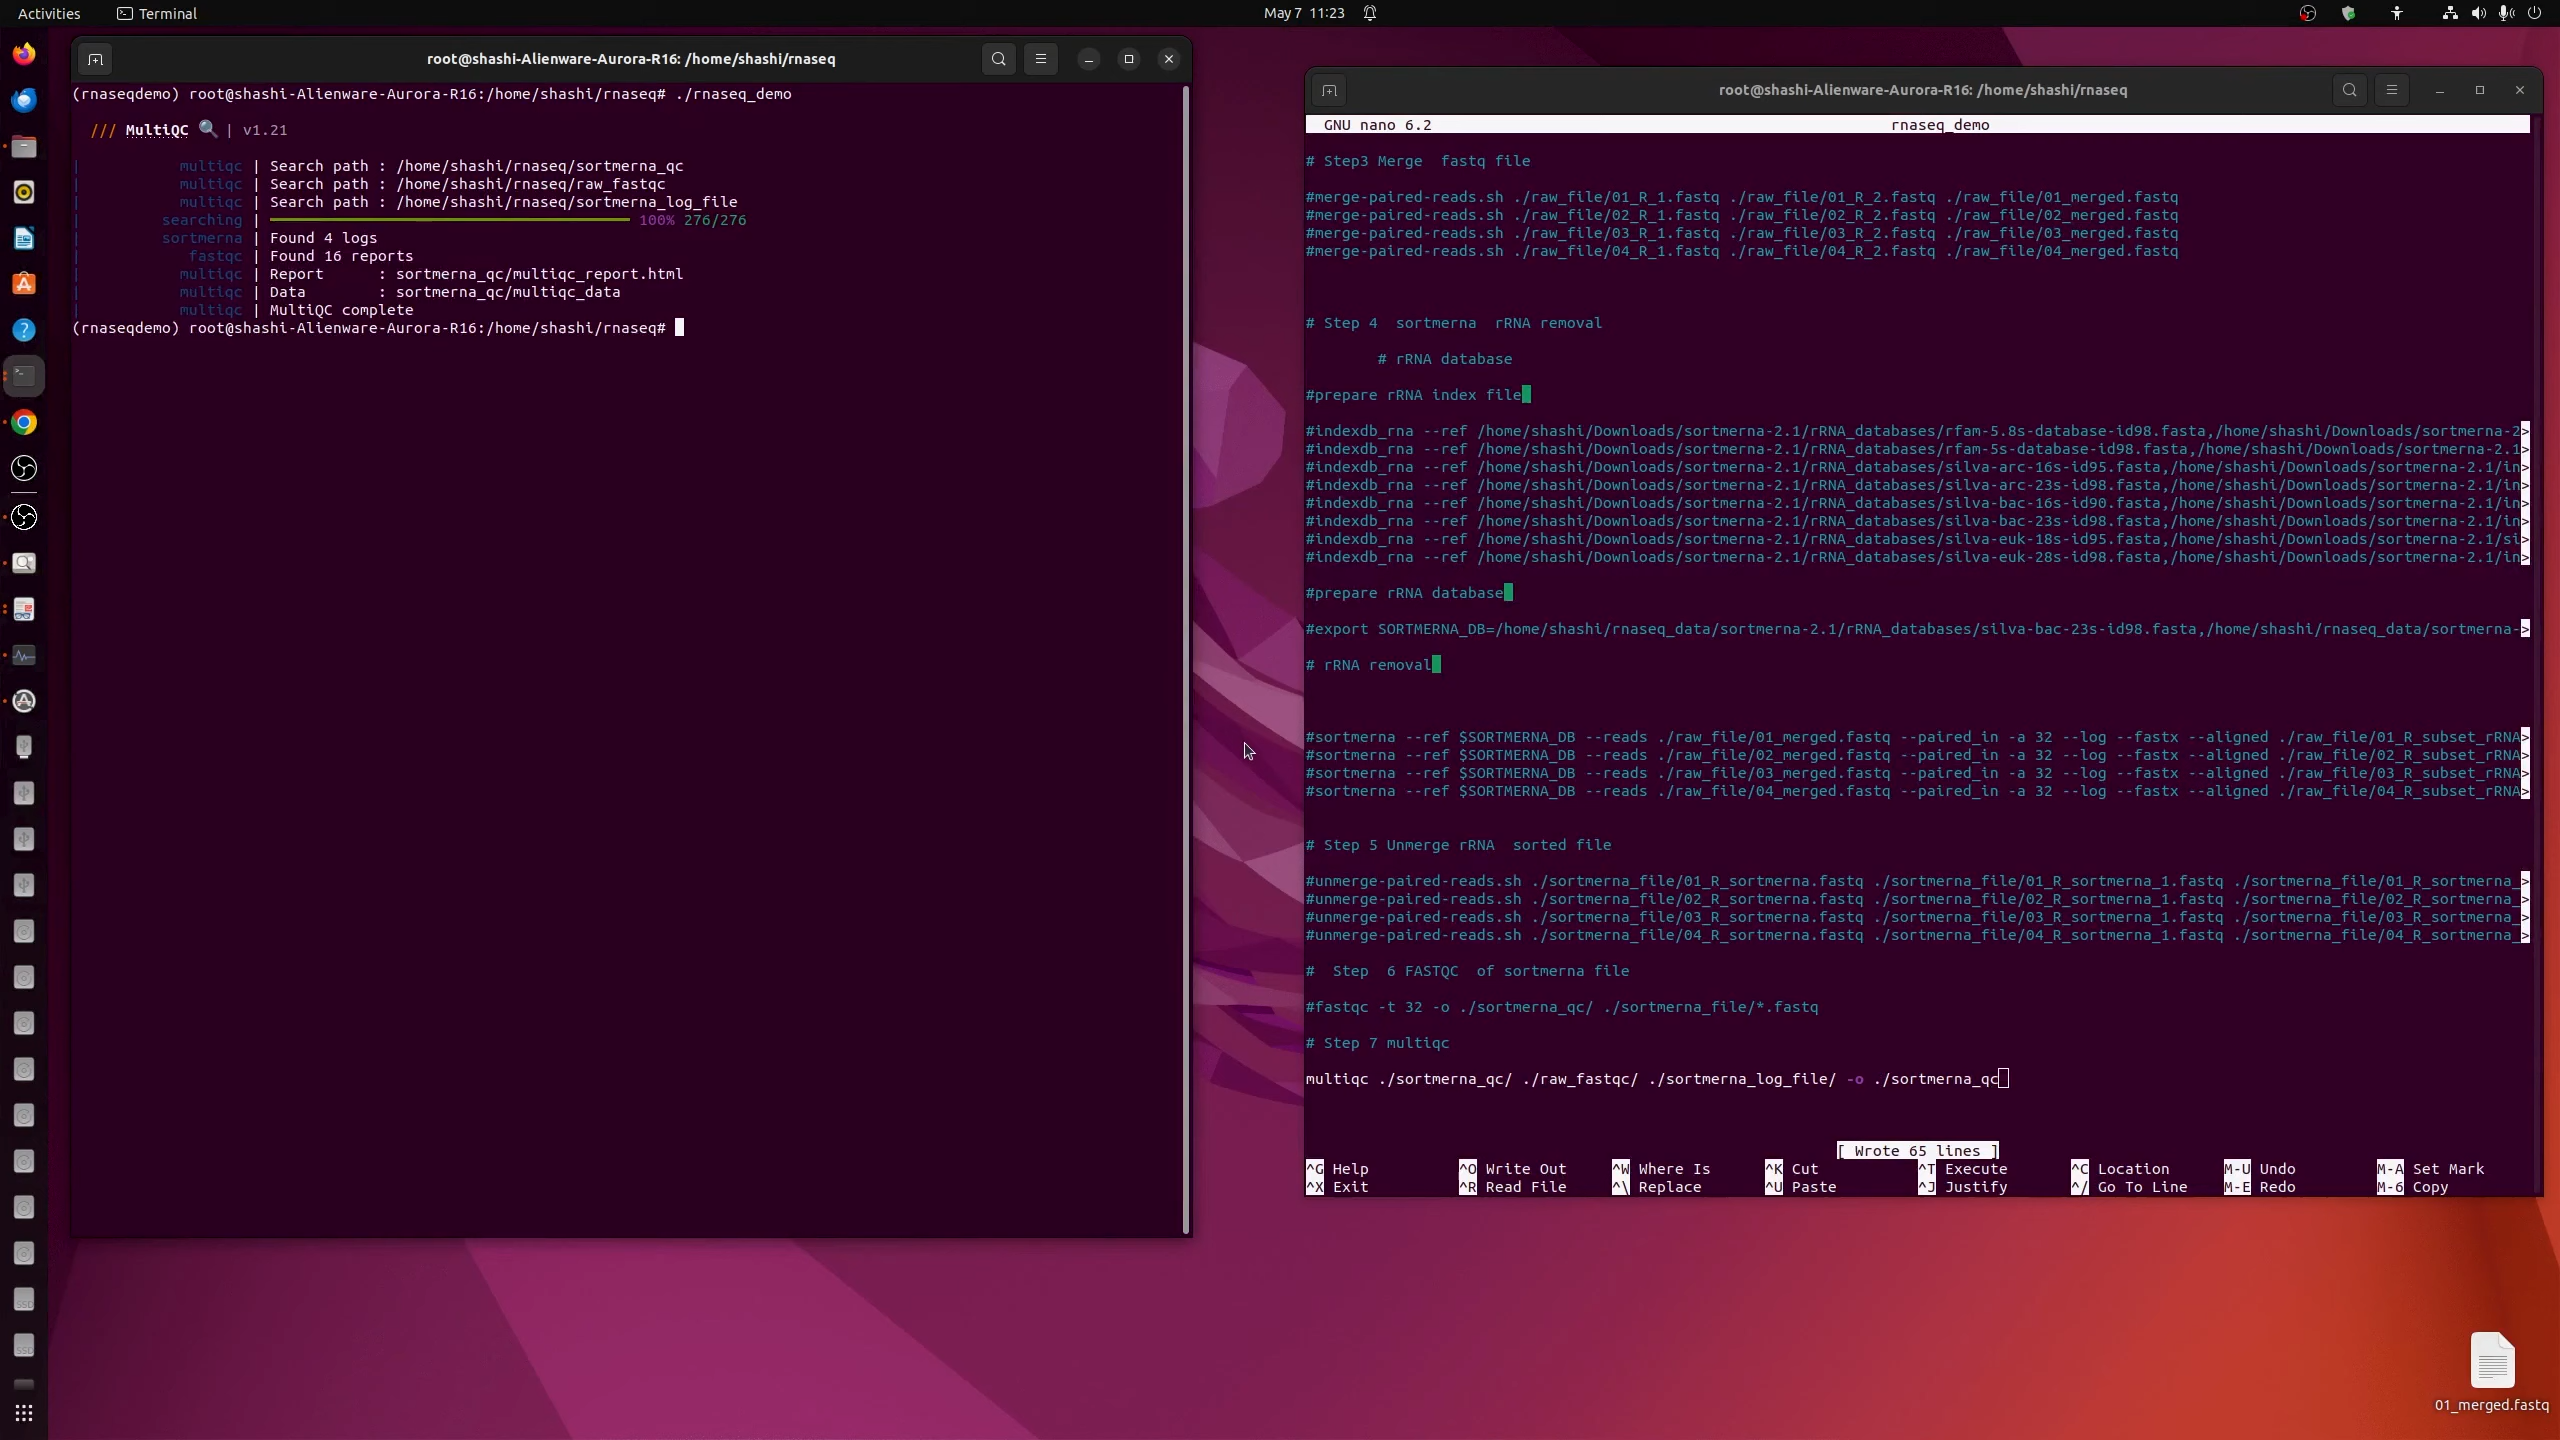 Activities
Terminal
May 7 11:23
root@shashi-Alienware-Aurora-R16: /home/shashi/rnaseq
(rnaseqdemo) root@shashi-Alienware-Aurora-R16:/home/shashi/rnaseq# ./rnaseq_demo
/// MultiQC 🔍 | v1.21
| multiqc | Search path : /home/shashi/rnaseq/sortmerna_qc
| multiqc | Search path : /home/shashi/rnaseq/raw_fastqc
| multiqc | Search path : /home/shashi/rnaseq/sortmerna_log_file
| searching | 100% 276/276
| sortmerna | Found 4 logs
| fastqc | Found 16 reports
| multiqc | Report : sortmerna_qc/multiqc_report.html
| multiqc | Data : sortmerna_qc/multiqc_data
| multiqc | MultiQC complete
(rnaseqdemo) root@shashi-Alienware-Aurora-R16:/home/shashi/rnaseq#
root@shashi-Alienware-Aurora-R16: /home/shashi/rnaseq
GNU nano 6.2 rnaseq_demo
# Step3 Merge  fastq file
#merge-paired-reads.sh ./raw_file/01_R_1.fastq ./raw_file/01_R_2.fastq ./raw_file/01_merged.fastq
#merge-paired-reads.sh ./raw_file/02_R_1.fastq ./raw_file/02_R_2.fastq ./raw_file/02_merged.fastq
#merge-paired-reads.sh ./raw_file/03_R_1.fastq ./raw_file/03_R_2.fastq ./raw_file/03_merged.fastq
#merge-paired-reads.sh ./raw_file/04_R_1.fastq ./raw_file/04_R_2.fastq ./raw_file/04_merged.fastq
# Step 4  sortmerna  rRNA removal
# rRNA database
#prepare rRNA index file
#indexdb_rna --ref /home/shashi/Downloads/sortmerna-2.1/rRNA_databases/rfam-5.8s-database-id98.fasta,/home/shashi/Downloads/sortmerna-2>
#indexdb_rna --ref /home/shashi/Downloads/sortmerna-2.1/rRNA_databases/rfam-5s-database-id98.fasta,/home/shashi/Downloads/sortmerna-2.1>
#indexdb_rna --ref /home/shashi/Downloads/sortmerna-2.1/rRNA_databases/silva-arc-16s-id95.fasta,/home/shashi/Downloads/sortmerna-2.1/in>
#indexdb_rna --ref /home/shashi/Downloads/sortmerna-2.1/rRNA_databases/silva-arc-23s-id98.fasta,/home/shashi/Downloads/sortmerna-2.1/in>
#indexdb_rna --ref /home/shashi/Downloads/sortmerna-2.1/rRNA_databases/silva-bac-16s-id90.fasta,/home/shashi/Downloads/sortmerna-2.1/in>
#indexdb_rna --ref /home/shashi/Downloads/sortmerna-2.1/rRNA_databases/silva-bac-23s-id98.fasta,/home/shashi/Downloads/sortmerna-2.1/in>
#indexdb_rna --ref /home/shashi/Downloads/sortmerna-2.1/rRNA_databases/silva-euk-18s-id95.fasta,/home/shashi/Downloads/sortmerna-2.1/si>
#indexdb_rna --ref /home/shashi/Downloads/sortmerna-2.1/rRNA_databases/silva-euk-28s-id98.fasta,/home/shashi/Downloads/sortmerna-2.1/in>
#prepare rRNA database
#export SORTMERNA_DB=/home/shashi/rnaseq_data/sortmerna-2.1/rRNA_databases/silva-bac-23s-id98.fasta,/home/shashi/rnaseq_data/sortmerna->
# rRNA removal
#sortmerna --ref $SORTMERNA_DB --reads ./raw_file/01_merged.fastq --paired_in -a 32 --log --fastx --aligned ./raw_file/01_R_subset_rRNA>
#sortmerna --ref $SORTMERNA_DB --reads ./raw_file/02_merged.fastq --paired_in -a 32 --log --fastx --aligned ./raw_file/02_R_subset_rRNA>
#sortmerna --ref $SORTMERNA_DB --reads ./raw_file/03_merged.fastq --paired_in -a 32 --log --fastx --aligned ./raw_file/03_R_subset_rRNA>
#sortmerna --ref $SORTMERNA_DB --reads ./raw_file/04_merged.fastq --paired_in -a 32 --log --fastx --aligned ./raw_file/04_R_subset_rRNA>
# Step 5 Unmerge rRNA  sorted file
#unmerge-paired-reads.sh ./sortmerna_file/01_R_sortmerna.fastq ./sortmerna_file/01_R_sortmerna_1.fastq ./sortmerna_file/01_R_sortmerna_>
#unmerge-paired-reads.sh ./sortmerna_file/02_R_sortmerna.fastq ./sortmerna_file/02_R_sortmerna_1.fastq ./sortmerna_file/02_R_sortmerna_>
#unmerge-paired-reads.sh ./sortmerna_file/03_R_sortmerna.fastq ./sortmerna_file/03_R_sortmerna_1.fastq ./sortmerna_file/03_R_sortmerna_>
#unmerge-paired-reads.sh ./sortmerna_file/04_R_sortmerna.fastq ./sortmerna_file/04_R_sortmerna_1.fastq ./sortmerna_file/04_R_sortmerna_>
#  Step  6 FASTQC  of sortmerna file
#fastqc -t 32 -o ./sortmerna_qc/ ./sortmerna_file/*.fastq
# Step 7 multiqc
multiqc ./sortmerna_qc/ ./raw_fastqc/ ./sortmerna_log_file/ -o ./sortmerna_qc
[ Wrote 65 lines ]
^G Help ^O Write Out ^W Where Is ^K Cut ^T Execute ^C Location M-U Undo M-A Set Mark
^X Exit ^R Read File ^\ Replace ^U Paste ^J Justify ^/ Go To Line M-E Redo M-6 Copy
01_merged.fastq